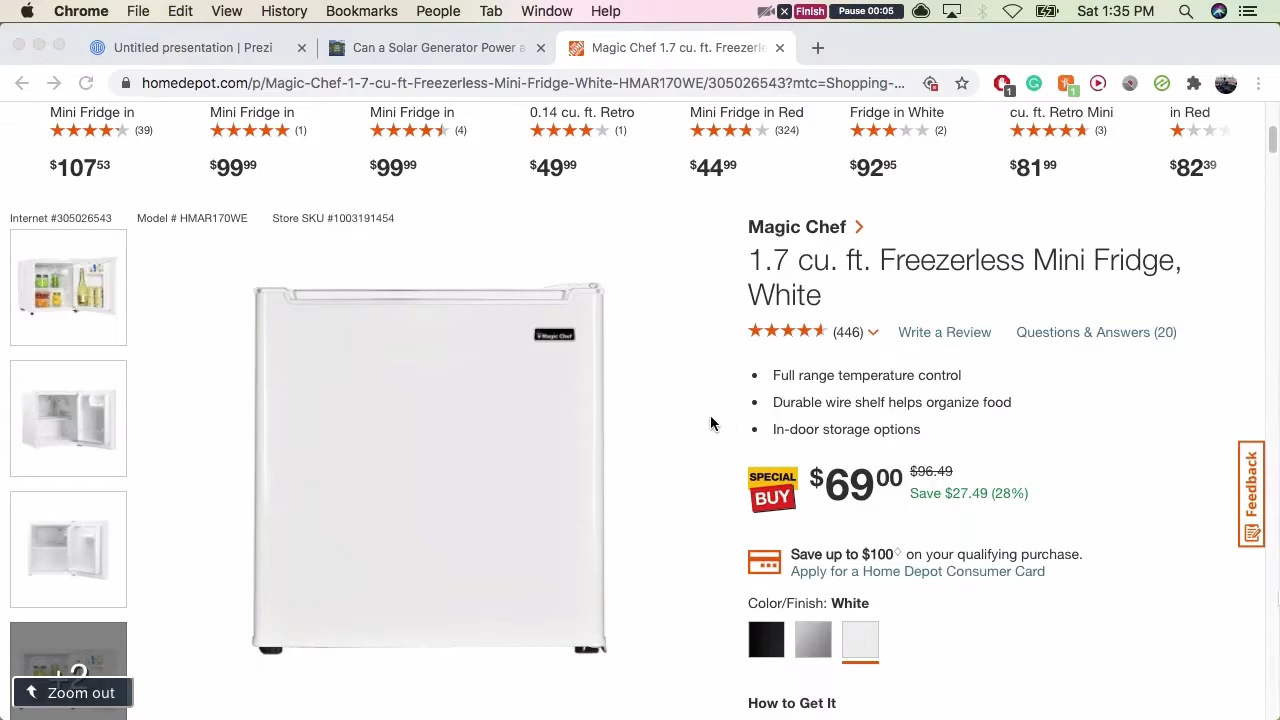 Chrome File Edit View History Bookmarks People Tab Window Help Finish Pause 00:05 Sat 1:35 PM
Untitled presentation | Prezi
Can a Solar Generator Power a
Magic Chef 1.7 cu. ft. Freezerle
homedepot.com/p/Magic-Chef-1-7-cu-ft-Freezerless-Mini-Fridge-White-HMAR170WE/305026543?mtc=Shopping-...
1
1
Mini Fridge in Mini Fridge in Mini Fridge in 0.14 cu. ft. Retro Mini Fridge in Red Fridge in White cu. ft. Retro Mini in Red
(39) (1) (4) (1) (324) (2) (3)
$107 53 $99 99 $99 99 $49 99 $44 99 $92 95 $81 99 $82 39
Internet #305026543 Model # HMAR170WE Store SKU #1003191454
Magic Chef
Magic Chef
1.7 cu. ft. Freezerless Mini Fridge,
White
(446) Write a Review Questions & Answers (20)
• Full range temperature control
• Durable wire shelf helps organize food
• In-door storage options
SPECIAL
BUY
$69 00
$96.49
Save $27.49 (28%)
Save up to $100◊ on your qualifying purchase.
Apply for a Home Depot Consumer Card
Color/Finish: White
How to Get It
+2
Zoom out
Feedback